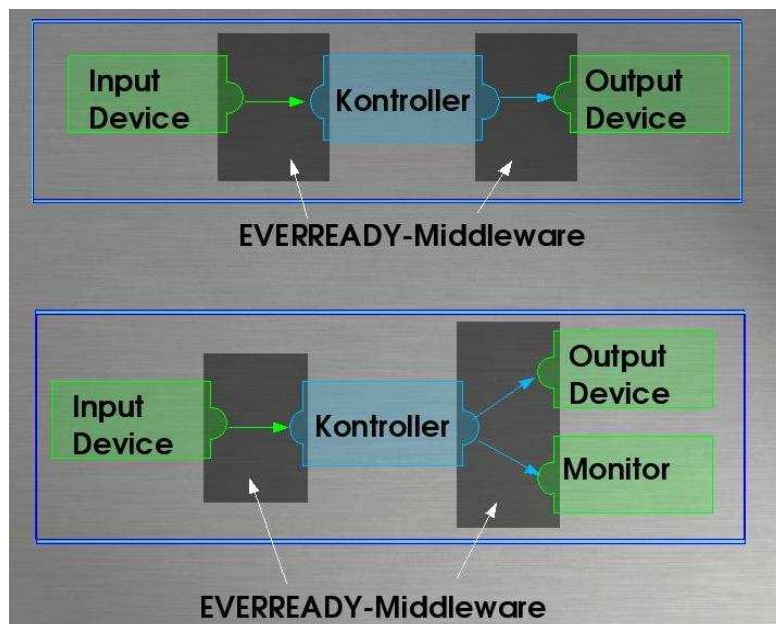 Input
Device
Kontroller
Output
Device
EVERREADY-Middleware
Input
Device
Kontroller
Output
Device
Monitor
EVERREADY-Middleware